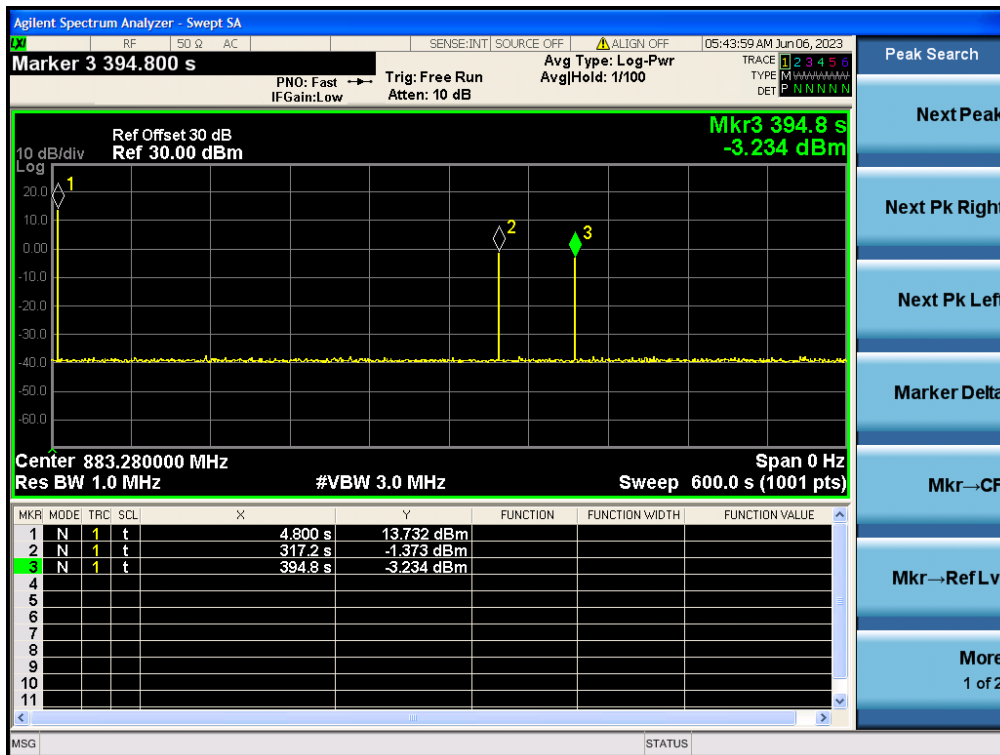 Agilent Spectrum Analyzer - Swept SA
LXI RF 50 Ω AC SENSE:INT SOURCE OFF ALIGN OFF 05:43:59 AM Jun 06, 2023
Marker 3 394.800 s
PNO: Fast
IFGain:Low
Trig: Free Run
Atten: 10 dB
Avg Type: Log-Pwr
Avg|Hold: 1/100
TRACE 1 2 3 4 5 6
TYPE M
DET P N N N N N
Mkr3 394.8 s
-3.234 dBm
Ref Offset 30 dB
10 dB/div Ref 30.00 dBm
Log
20.0
10.0
0.00
-10.0
-20.0
-30.0
-40.0
-50.0
-60.0
1
2
3
Center 883.280000 MHz Span 0 Hz
Res BW 1.0 MHz #VBW 3.0 MHz Sweep 600.0 s (1001 pts)
MKR MODE TRC SCL X Y FUNCTION FUNCTION WIDTH FUNCTION VALUE
1 N 1 t 4.800 s 13.732 dBm
2 N 1 t 317.2 s -1.373 dBm
3 N 1 t 394.8 s -3.234 dBm
4
5
6
7
8
9
10
11
MSG STATUS
Peak Search
Next Peak
Next Pk Right
Next Pk Left
Marker Delta
Mkr→CF
Mkr→Ref Lv
More
1 of 2